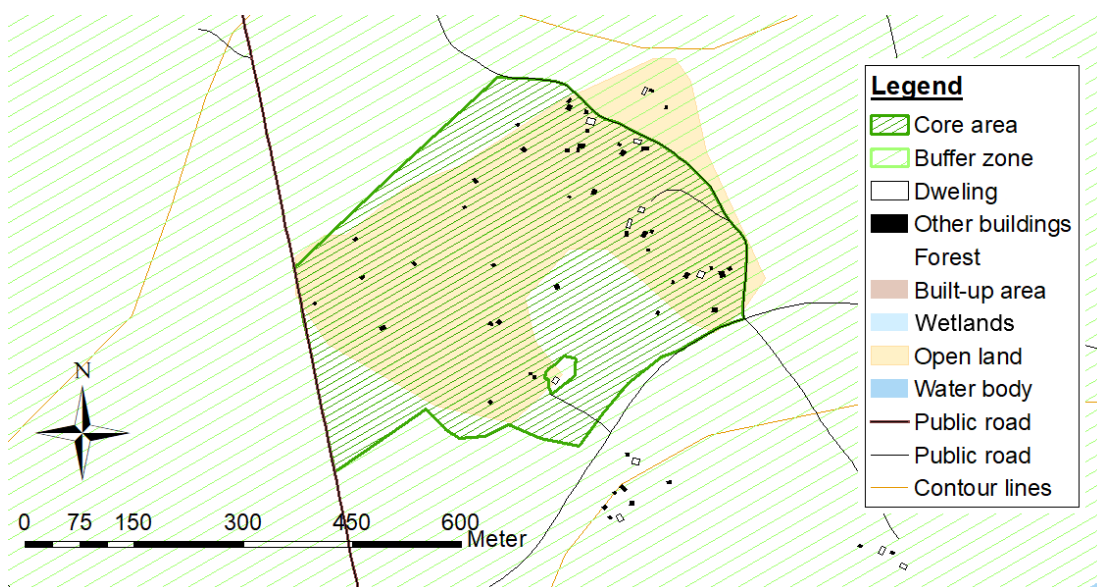 Legend
Core area
Buffer zone
Dweling
Other buildings
Forest
Built-up area
Wetlands
Open land
Water body
Public road
Public road
Contour lines
N
0 75 150 300 450 600
Meter